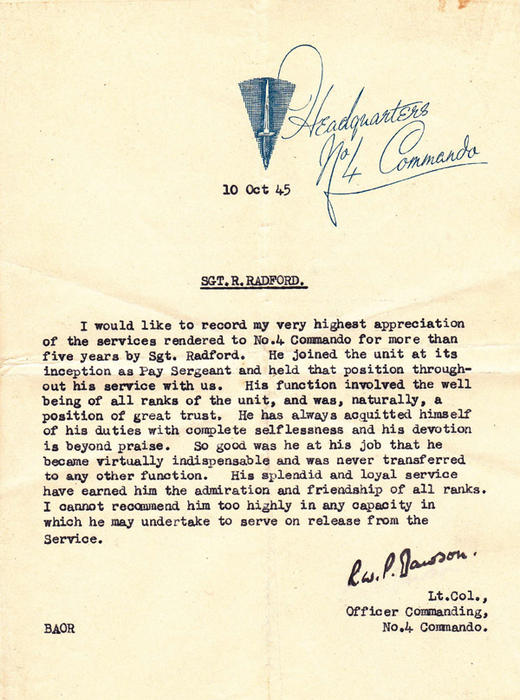 Headquarters
No 4 Commando
10 Oct 45
SGT.R.RADFORD.
I would like to record my very highest appreciation
of the services rendered to No.4 Commando for more than
five years by Sgt. Radford. He joined the unit at its
inception as Pay Sergeant and held that position through-
out his service with us. His function involved the well
being of all ranks of the unit, and was, naturally, a
position of great trust. He has always acquitted himself
of his duties with complete selflessness and his devotion
is beyond praise. So good was he at his job that he
became virtually indispensable and was never transferred
to any other function. His splendid and loyal service
have earned him the admiration and friendship of all ranks.
I cannot recommend him too highly in any capacity in
which he may undertake to serve on release from the
Service.
R.W.P. Dawson.
Lt.Col.,
Officer Commanding,
No.4 Commando.
BAOR